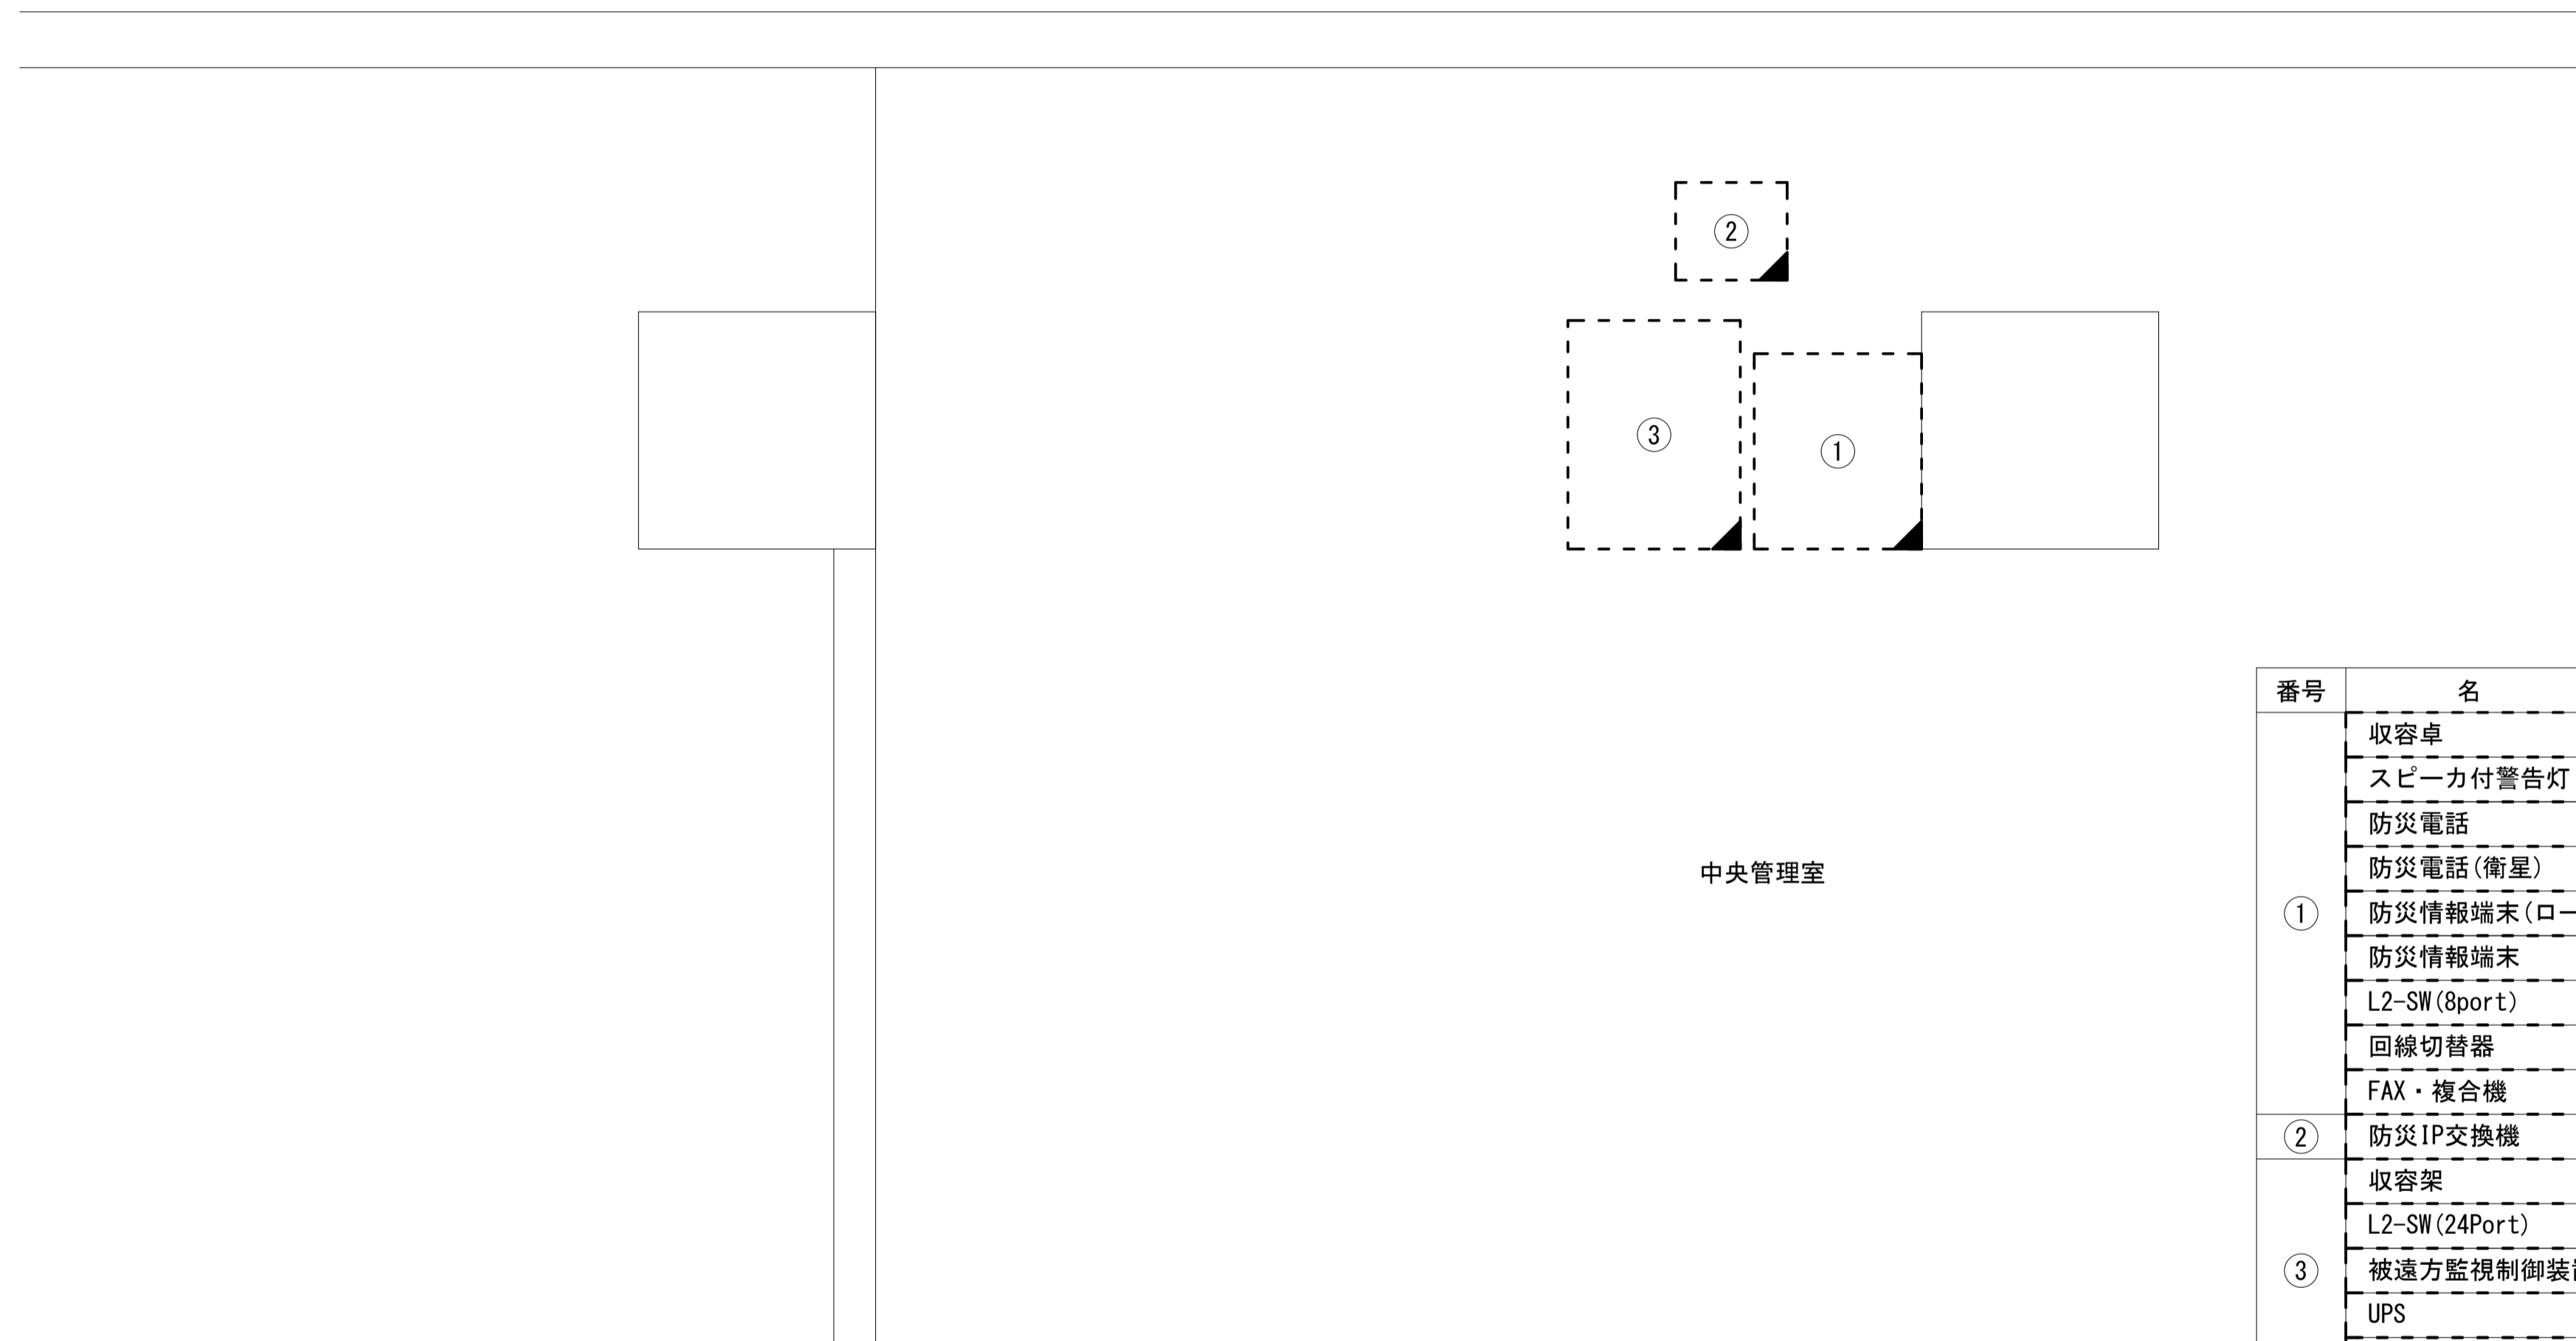 ②
③
①
中央管理室
番号 名
収容卓
スピーカ付警告灯
防災電話
防災電話(衛星)
① 防災情報端末(ロー
防災情報端末
L2-SW(8port)
回線切替器
FAX・複合機
② 防災IP交換機
収容架
L2-SW(24Port)
③ 被遠方監視制御装
UPS